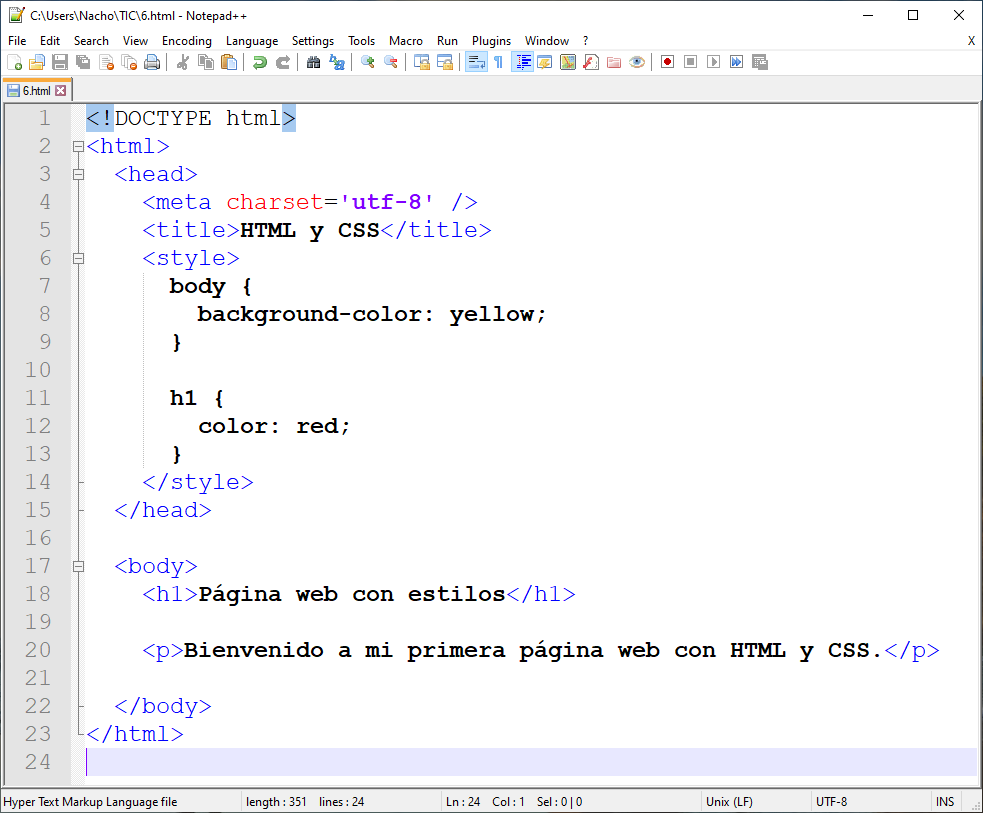 C:\Users\Nacho\TIC\6.html - Notepad++
File Edit Search View Encoding Language Settings Tools Macro Run Plugins Window ? X
6.html
1 <!DOCTYPE html>
2 <html>
3   <head>
4     <meta charset='utf-8' />
5     <title>HTML y CSS</title>
6     <style>
7       body {
8         background-color: yellow;
9       }
10
11       h1 {
12         color: red;
13       }
14     </style>
15   </head>
16
17   <body>
18     <h1>Página web con estilos</h1>
19
20     <p>Bienvenido a mi primera página web con HTML y CSS.</p>
21
22   </body>
23 </html>
24
Hyper Text Markup Language file length : 351 lines : 24 Ln : 24 Col : 1 Sel : 0 | 0 Unix (LF) UTF-8 INS